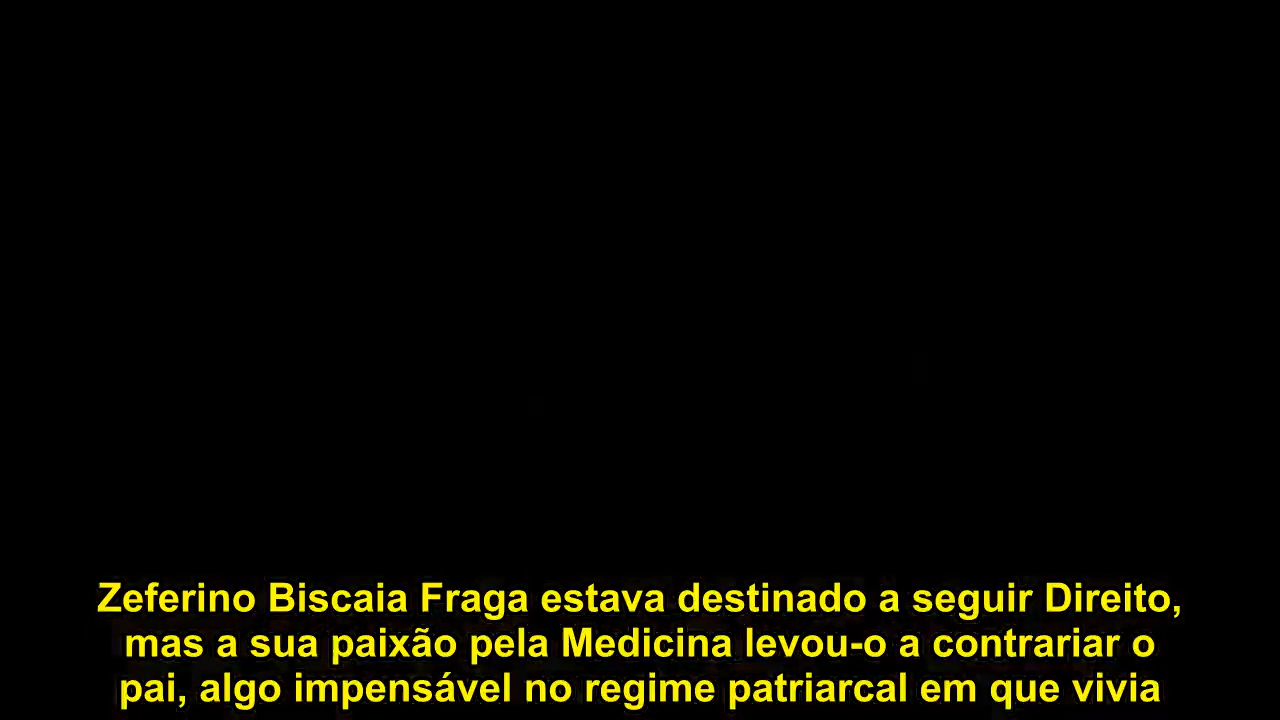 Zeferino Biscaia Fraga estava destinado a seguir Direito,
mas a sua paixão pela Medicina levou-o a contrariar o
pai, algo impensável no regime patriarcal em que vivia